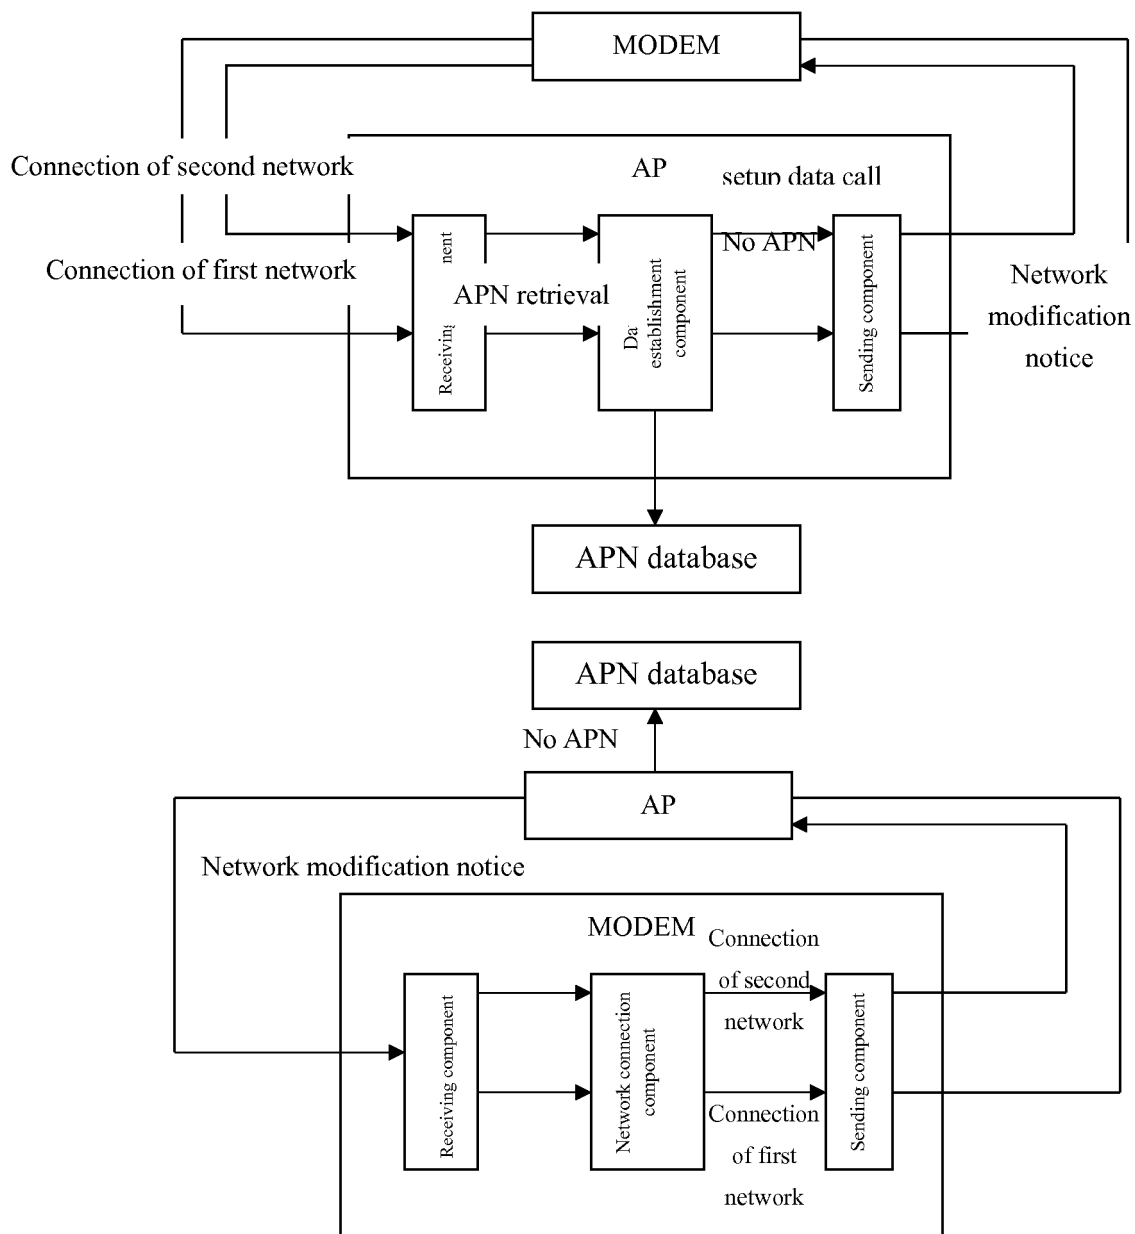 MODEM
Connection of second network
AP
setup data call
No APN
Connection of first network
APN retrieval
Receiving
establishment
component
Sending component
Network
modification
notice
APN database
APN database
No APN
AP
Network modification notice
MODEM
Connection
of second
network
Receiving component
Network connection
component
Sending component
Connection
of first
network